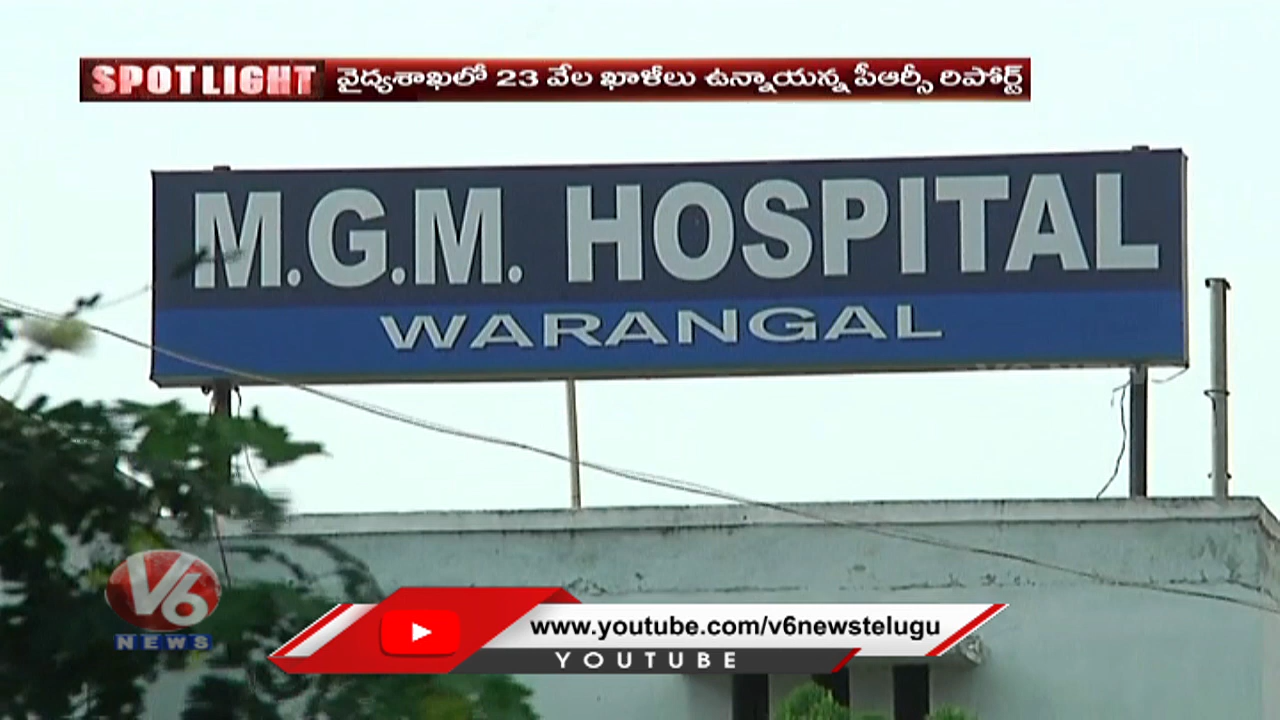 SPOTLIGHT వైద్యశాఖలో 23 వేల ఖాళీలు ఉన్నాయన్న పీఆర్సీ రిపోర్ట్
M.G.M. HOSPITAL
WARANGAL
V6
NEWS
www.youtube.com/v6newstelugu
YOUTUBE